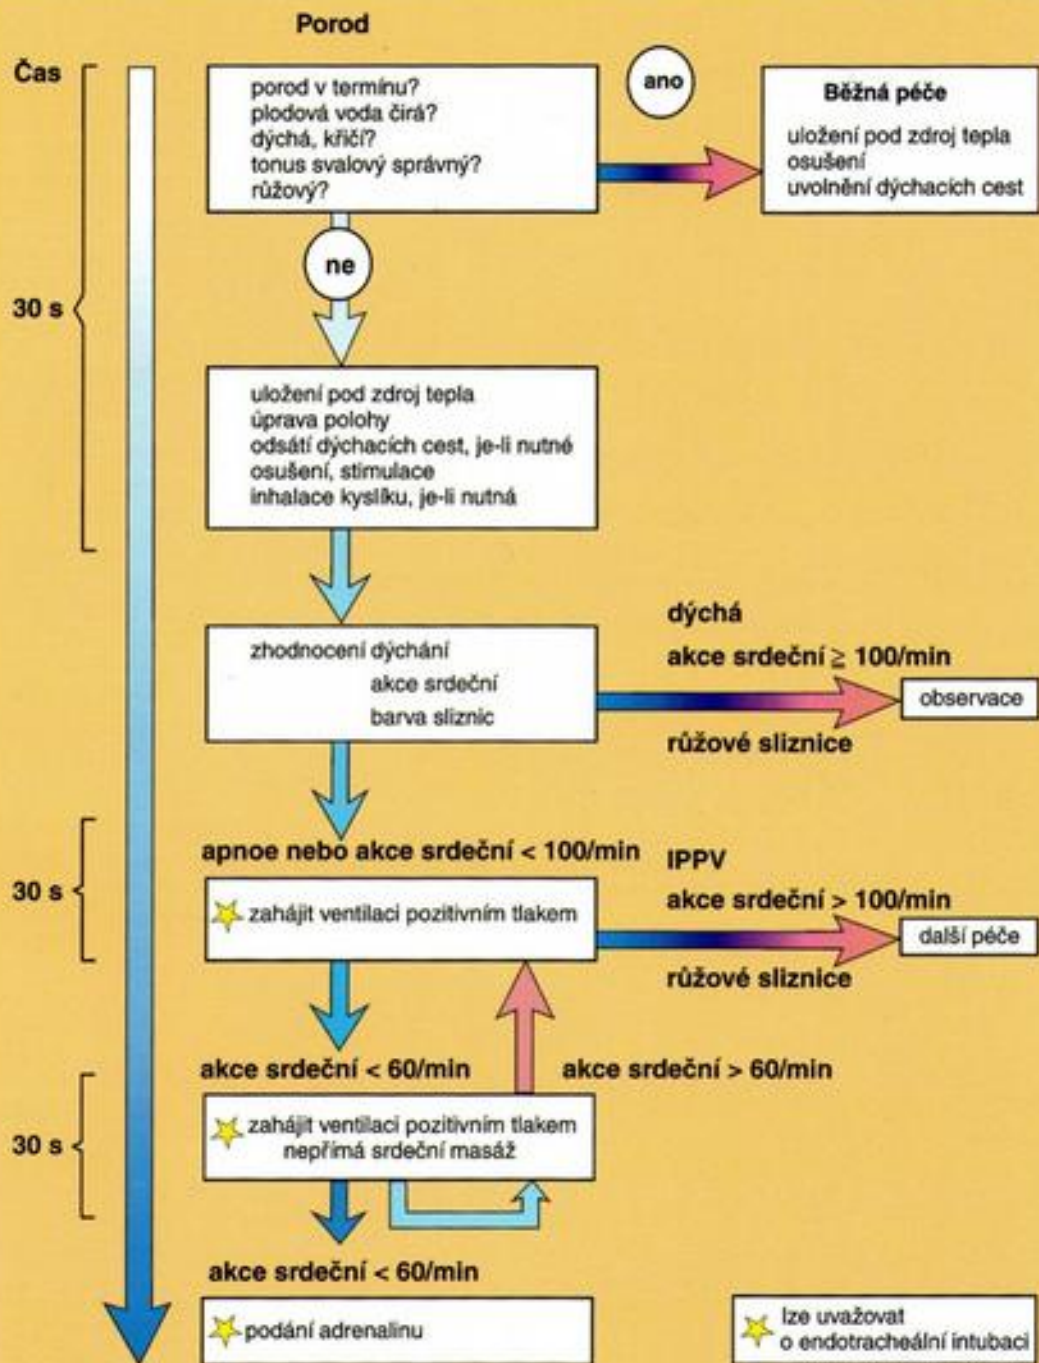 Porod
Čas
porod v termínu?
plodová voda čirá?
dýchá, křičí?
tonus svalový správný?
růžový?
ano
Běžná péče
uložení pod zdroj tepla
osušení
uvolnění dýchacích cest
ne
30 s
uložení pod zdroj tepla
úprava polohy
odsátí dýchacích cest, je-li nutné
osušení, stimulace
inhalace kyslíku, je-li nutná
zhodnocení dýchání
akce srdeční
barva sliznic
dýchá
akce srdeční ≧ 100/min
růžové sliznice
observace
apnoe nebo akce srdeční < 100/min
30 s
zahájit ventilaci pozitivním tlakem
IPPV
akce srdeční > 100/min
růžové sliznice
další péče
akce srdeční < 60/min
akce srdeční > 60/min
30 s
zahájit ventilaci pozitivním tlakem
nepřímá srdeční masáž
akce srdeční < 60/min
podání adrenalinu
lze uvažovat
o endotracheální intubaci